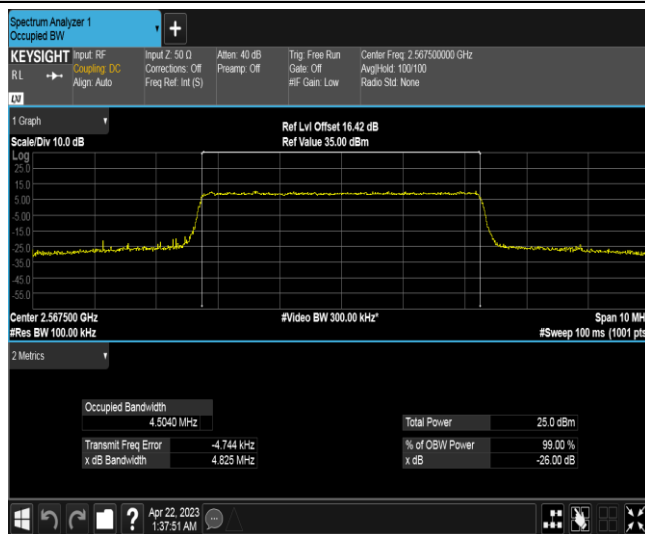 Spectrum Analyzer 1
Occupied BW
+
KEYSIGHT
RL
LXI
Input: RF
Coupling: DC
Align: Auto
Input Z: 50 Ω
Corrections: Off
Freq Ref: Int (S)
Atten: 40 dB
Preamp: Off
Trig: Free Run
Gate: Off
#IF Gain: Low
Center Freq: 2.567500000 GHz
Avg|Hold: 100/100
Radio Std: None
1 Graph
Scale/Div 10.0 dB
Ref Lvl Offset 16.42 dB
Ref Value 35.00 dBm
Log
25.0
15.0
5.00
-5.00
-15.0
-25.0
-35.0
-45.0
-55.0
Center 2.567500 GHz
#Res BW 100.00 kHz
#Video BW 300.00 kHz*
Span 10 MH
#Sweep 100 ms (1001 pts
2 Metrics
Occupied Bandwidth
4.5040 MHz
Transmit Freq Error -4.744 kHz
x dB Bandwidth 4.825 MHz
Total Power 25.0 dBm
% of OBW Power 99.00 %
x dB -26.00 dB
?
Apr 22, 2023
1:37:51 AM